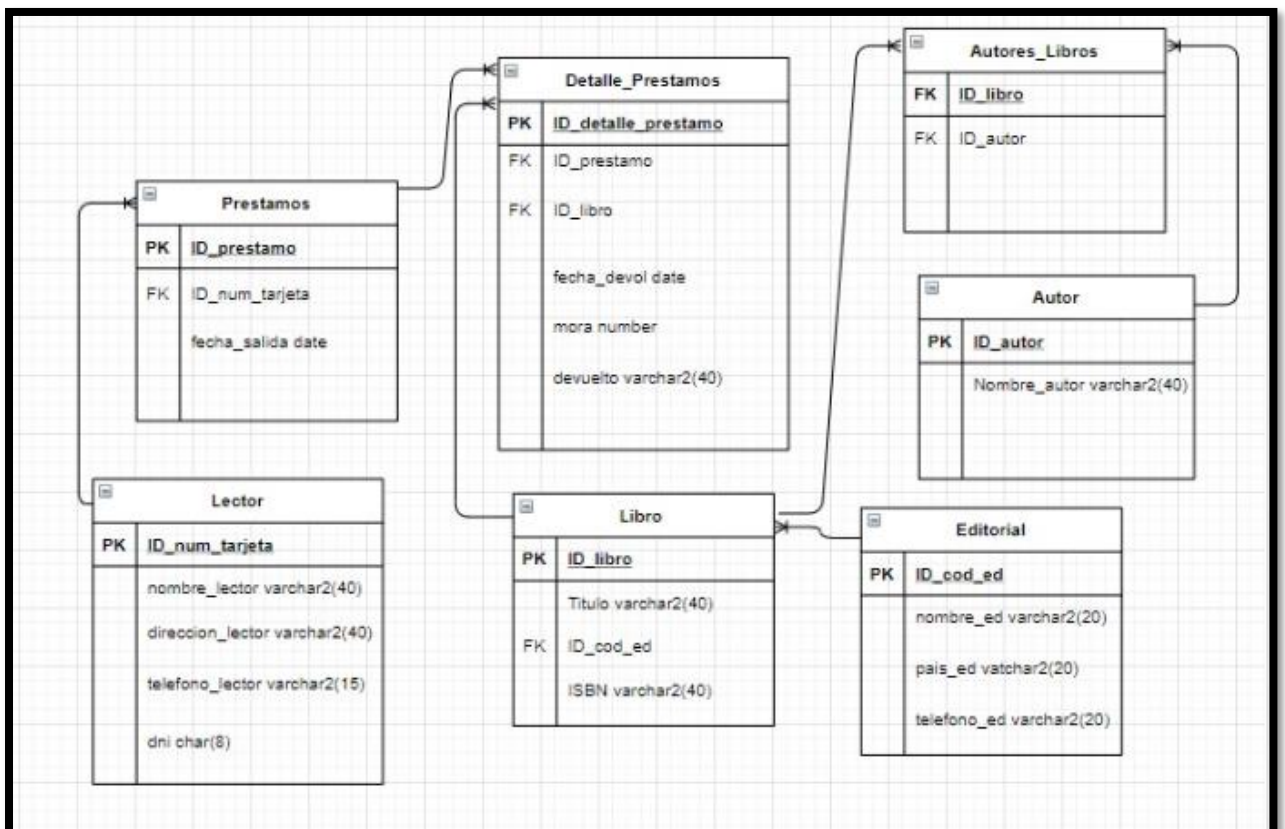 Autores_Libros
FK ID_libro
FK ID_autor
Detalle_Prestamos
PK ID_detalle_prestamo
FK ID_prestamo
FK ID_libro
fecha_devol date
mora number
devuelto varchar2(40)
Prestamos
PK ID_prestamo
FK ID_num_tarjeta
fecha_salida date
Autor
PK ID_autor
Nombre_autor varchar2(40)
Lector
PK ID_num_tarjeta
nombre_lector varchar2(40)
direccion_lector varchar2(40)
telefono_lector varchar2(15)
dni char(8)
Libro
PK ID_libro
Titulo varchar2(40)
FK ID_cod_ed
ISBN varchar2(40)
Editorial
PK ID_cod_ed
nombre_ed varchar2(20)
pais_ed vatchar2(20)
telefono_ed varchar2(20)